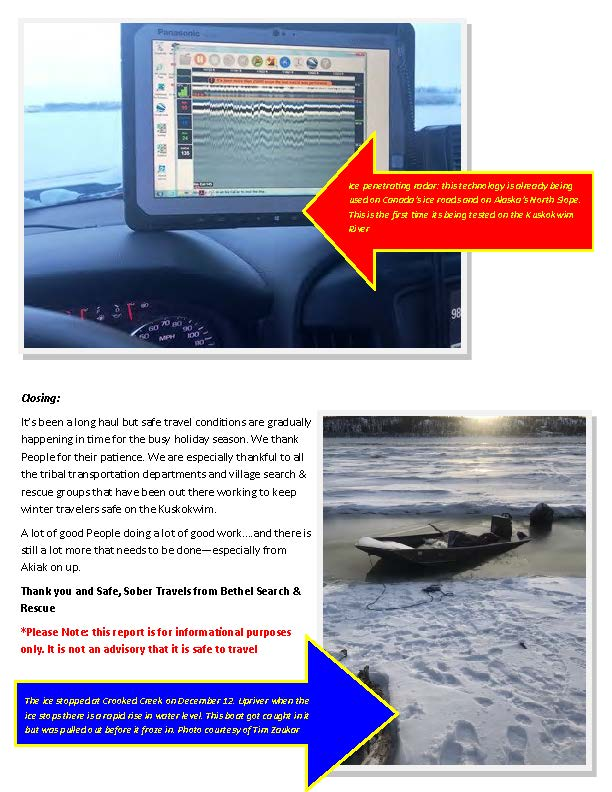 Panasonic
Ice penetrating radar: this technology is already being
used on Canada's ice roads and on Alaska's North Slope.
This is the first time its being tested on the Kuskokwim
River
MPH
98
Closing:
It's been a long haul but safe travel conditions are gradually
happening in time for the busy holiday season. We thank
People for their patience. We are especially thankful to all
the tribal transportation departments and village search &
rescue groups that have been out there working to keep
winter travelers safe on the Kuskokwim.
A lot of good People doing a lot of good work....and there is
still a lot more that needs to be done—especially from
Akiak on up.
Thank you and Safe, Sober Travels from Bethel Search &
Rescue
*Please Note: this report is for informational purposes
only. It is not an advisory that it is safe to travel
The ice stopped at Crooked Creek on December 12. Upriver when the
ice stops there is a rapid rise in water level. This boat got caught in it
but was pulled out before it froze in. Photo courtesy of Tim Zaukar